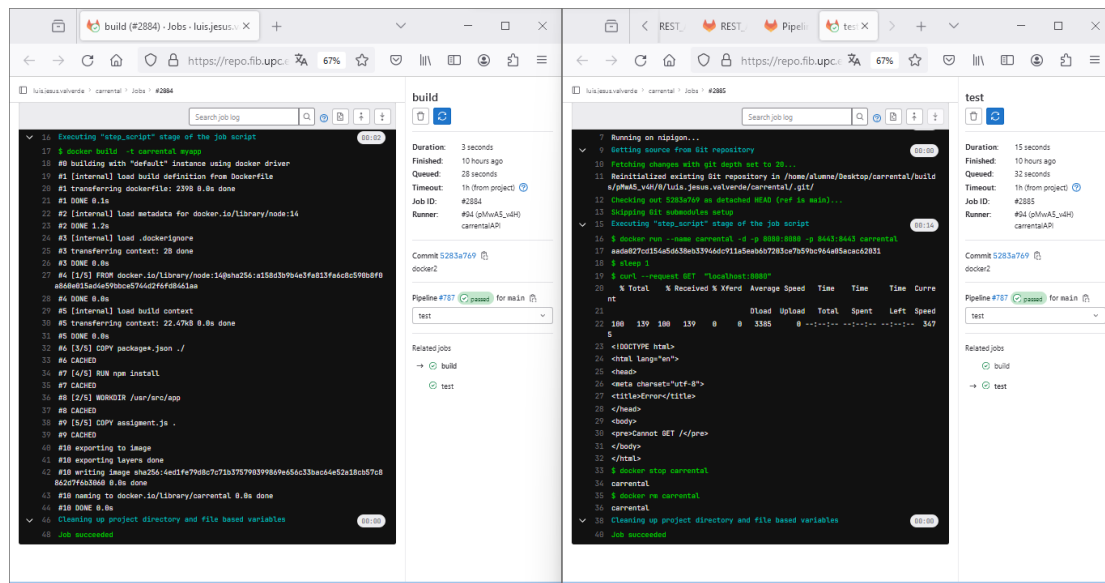 build (#2884) · Jobs · luis.jesus.v
https://repo.fib.upc.e
67%
luis.jesus.valverde > carrental > Jobs > #2884
Search job log
16 Executing "step_script" stage of the job script 00:02
17 $ docker build -t carrental myapp
18 #0 building with "default" instance using docker driver
19 #1 [internal] load build definition from Dockerfile
20 #1 transferring dockerfile: 239B 0.0s done
21 #1 DONE 0.1s
22 #2 [internal] load metadata for docker.io/library/node:14
23 #2 DONE 1.2s
24 #3 [internal] load .dockerignore
25 #3 transferring context: 2B done
26 #3 DONE 0.0s
27 #4 [1/5] FROM docker.io/library/node:14@sha256:a158d3b9b4e3fa813fa6c8c590b8f0
a860e015ad4e59bbce5744d2f6fd8461aa
28 #4 DONE 0.0s
29 #5 [internal] load build context
30 #5 transferring context: 22.47kB 0.0s done
31 #5 DONE 0.0s
32 #6 [3/5] COPY package*.json ./
33 #6 CACHED
34 #7 [4/5] RUN npm install
35 #7 CACHED
36 #8 [2/5] WORKDIR /usr/src/app
37 #8 CACHED
38 #9 [5/5] COPY assigment.js .
39 #9 CACHED
40 #10 exporting to image
41 #10 exporting layers done
42 #10 writing image sha256:4ed1fe79d8c7c71b375790399869e656c33bac64e52a18cb57c8
862d7f6b3060 0.0s done
43 #10 naming to docker.io/library/carrental 0.0s done
44 #10 DONE 0.0s
46 Cleaning up project directory and file based variables 00:00
48 Job succeeded
build
Duration: 3 seconds
Finished: 10 hours ago
Queued: 28 seconds
Timeout: 1h (from project)
Job ID: #2884
Runner: #94 (pMwA5_v4H)
carrentalAPI
Commit 5283a769
docker2
Pipeline #787 passed for main
test
Related jobs
build
test
REST_
REST_
Pipelin
test
https://repo.fib.upc.e
67%
luis.jesus.valverde > carrental > Jobs > #2885
Search job log
7 Running on nipigon...
9 Getting source from Git repository 00:00
10 Fetching changes with git depth set to 20...
11 Reinitialized existing Git repository in /home/alumne/Desktop/carrental/build
s/pMwA5_v4H/0/luis.jesus.valverde/carrental/.git/
12 Checking out 5283a769 as detached HEAD (ref is main)...
13 Skipping Git submodules setup
15 Executing "step_script" stage of the job script 00:14
16 $ docker run --name carrental -d -p 8080:8080 -p 8443:8443 carrental
17 aada027cd154a5d638eb33946dc911a5eab6b7203ce7b59bc964a05acac62031
18 $ sleep 1
19 $ curl --request GET "localhost:8080"
20 % Total % Received % Xferd Average Speed Time Time Time Curre
nt
21 Dload Upload Total Spent Left Speed
22 100 139 100 139 0 0 3385 0 --:--:-- --:--:-- --:--:-- 347
5
23 <!DOCTYPE html>
24 <html lang="en">
25 <head>
26 <meta charset="utf-8">
27 <title>Error</title>
28 </head>
29 <body>
30 <pre>Cannot GET /</pre>
31 </body>
32 </html>
33 $ docker stop carrental
34 carrental
35 $ docker rm carrental
36 carrental
38 Cleaning up project directory and file based variables 00:00
40 Job succeeded
test
Duration: 15 seconds
Finished: 10 hours ago
Queued: 32 seconds
Timeout: 1h (from project)
Job ID: #2885
Runner: #94 (pMwA5_v4H)
carrentalAPI
Commit 5283a769
docker2
Pipeline #787 passed for main
test
Related jobs
build
test